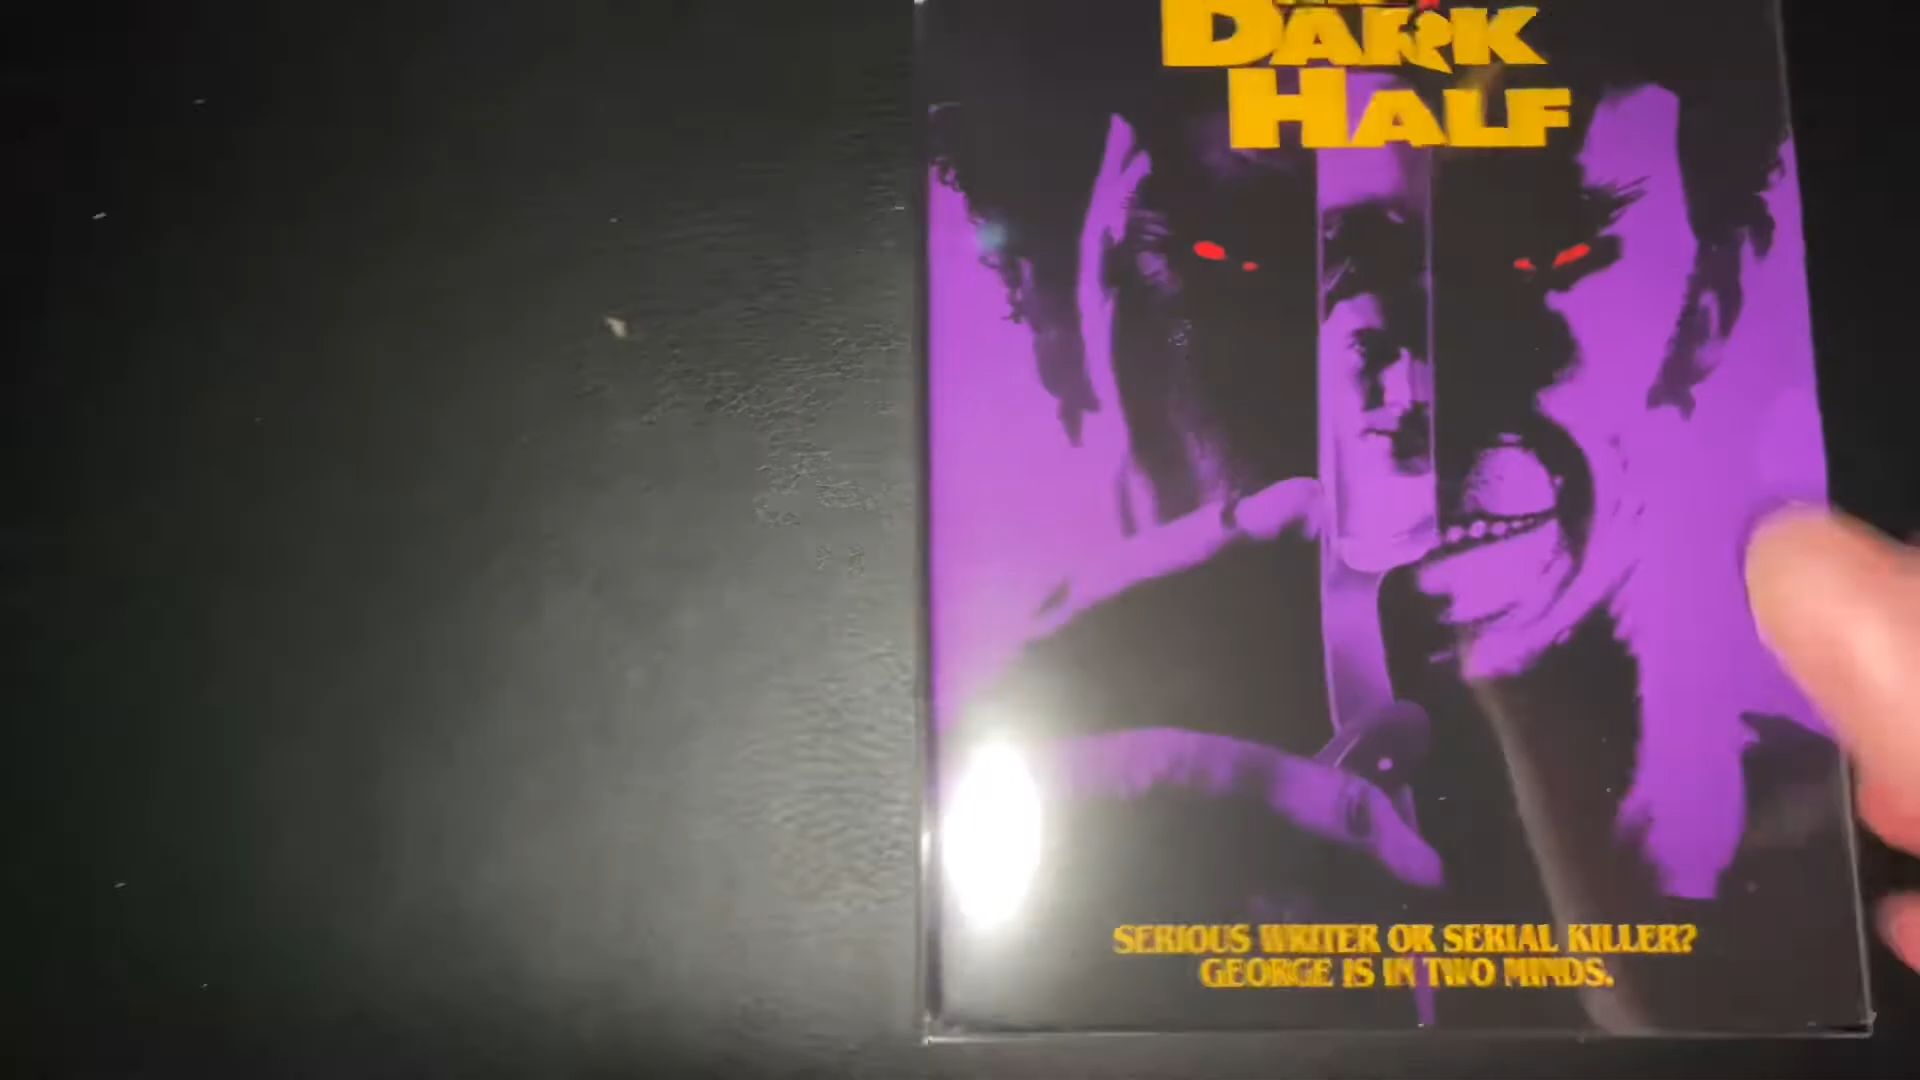 DARK
HALF
SERIOUS WRITER OR SERIAL KILLER?
GEORGE IS IN TWO MINDS.